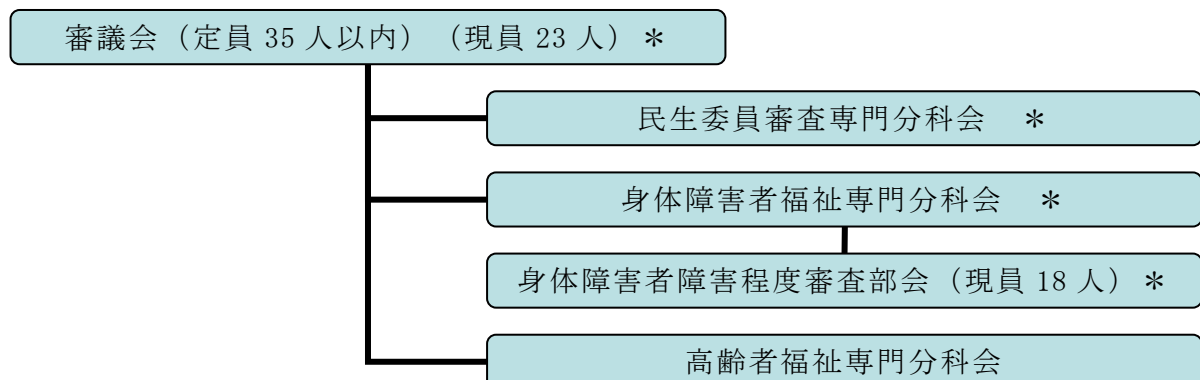 審議会（定員 35 人以内）（現員 23 人）＊
民生委員審査専門分科会　＊
身体障害者福祉専門分科会　＊
身体障害者障害程度審査部会（現員 18 人）＊
高齢者福祉専門分科会